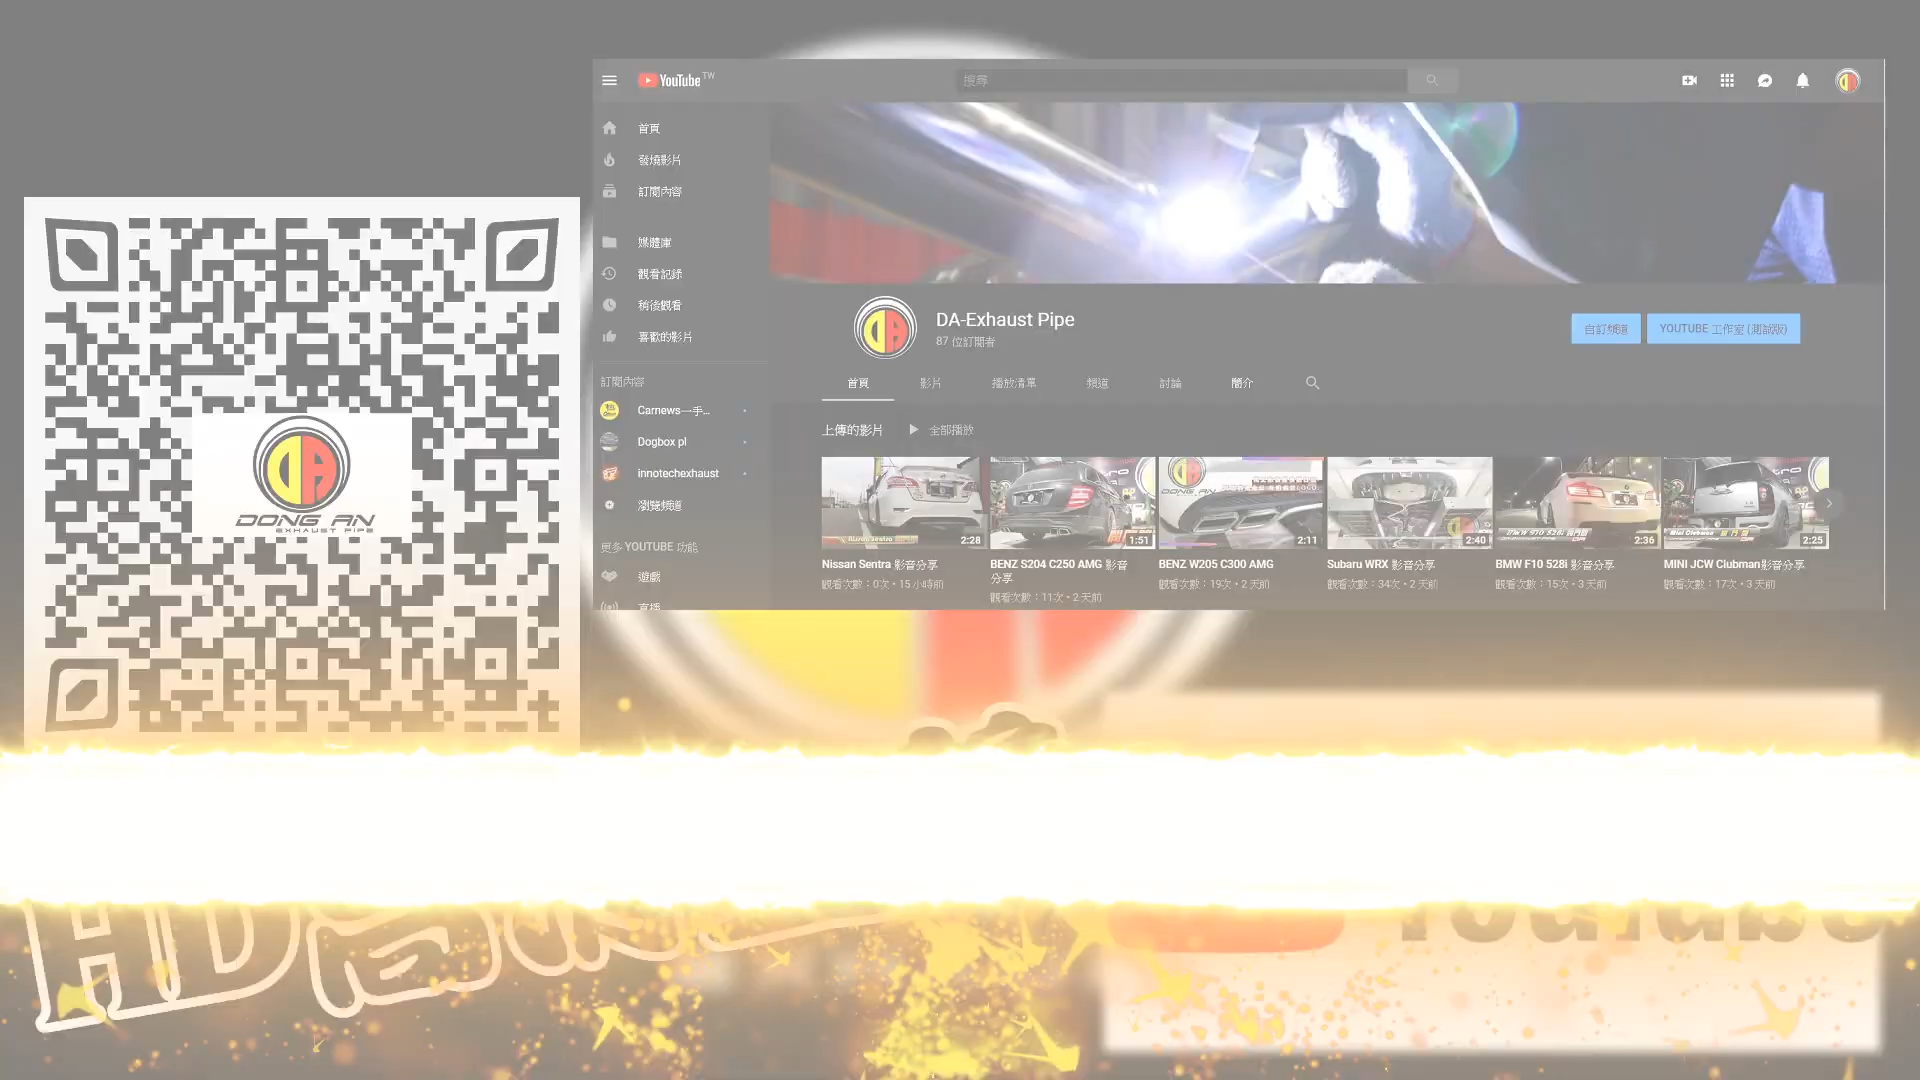 YouTube TW
搜尋
首頁
發燒影片
訂閱內容
媒體庫
觀看記錄
稍後觀看
喜歡的影片
訂閱內容
Carnews一手...
Dogbox pl
innotechexhaust
瀏覽頻道
更多 YOUTUBE 功能
遊戲
直播
DA-Exhaust Pipe
87 位訂閱者
自訂頻道
YOUTUBE 工作室 (測試版)
首頁 影片 播放清單 頻道 討論 簡介
上傳的影片 全部播放
2:28
1:51
2:11
2:40
2:36
2:25
Nissan Sentra 影音分享
觀看次數：0次 • 15 小時前
BENZ S204 C250 AMG 影音
分享
觀看次數：11次 • 2 天前
BENZ W205 C300 AMG
觀看次數：19次 • 2 天前
Subaru WRX 影音分享
觀看次數：34次 • 2 天前
BMW F10 528i 影音分享
觀看次數：15次 • 3 天前
MINI JCW Clubman影音分享
觀看次數：17次 • 3 天前
DA
DONG AN
EXHAUST PIPE
HD
YouTube